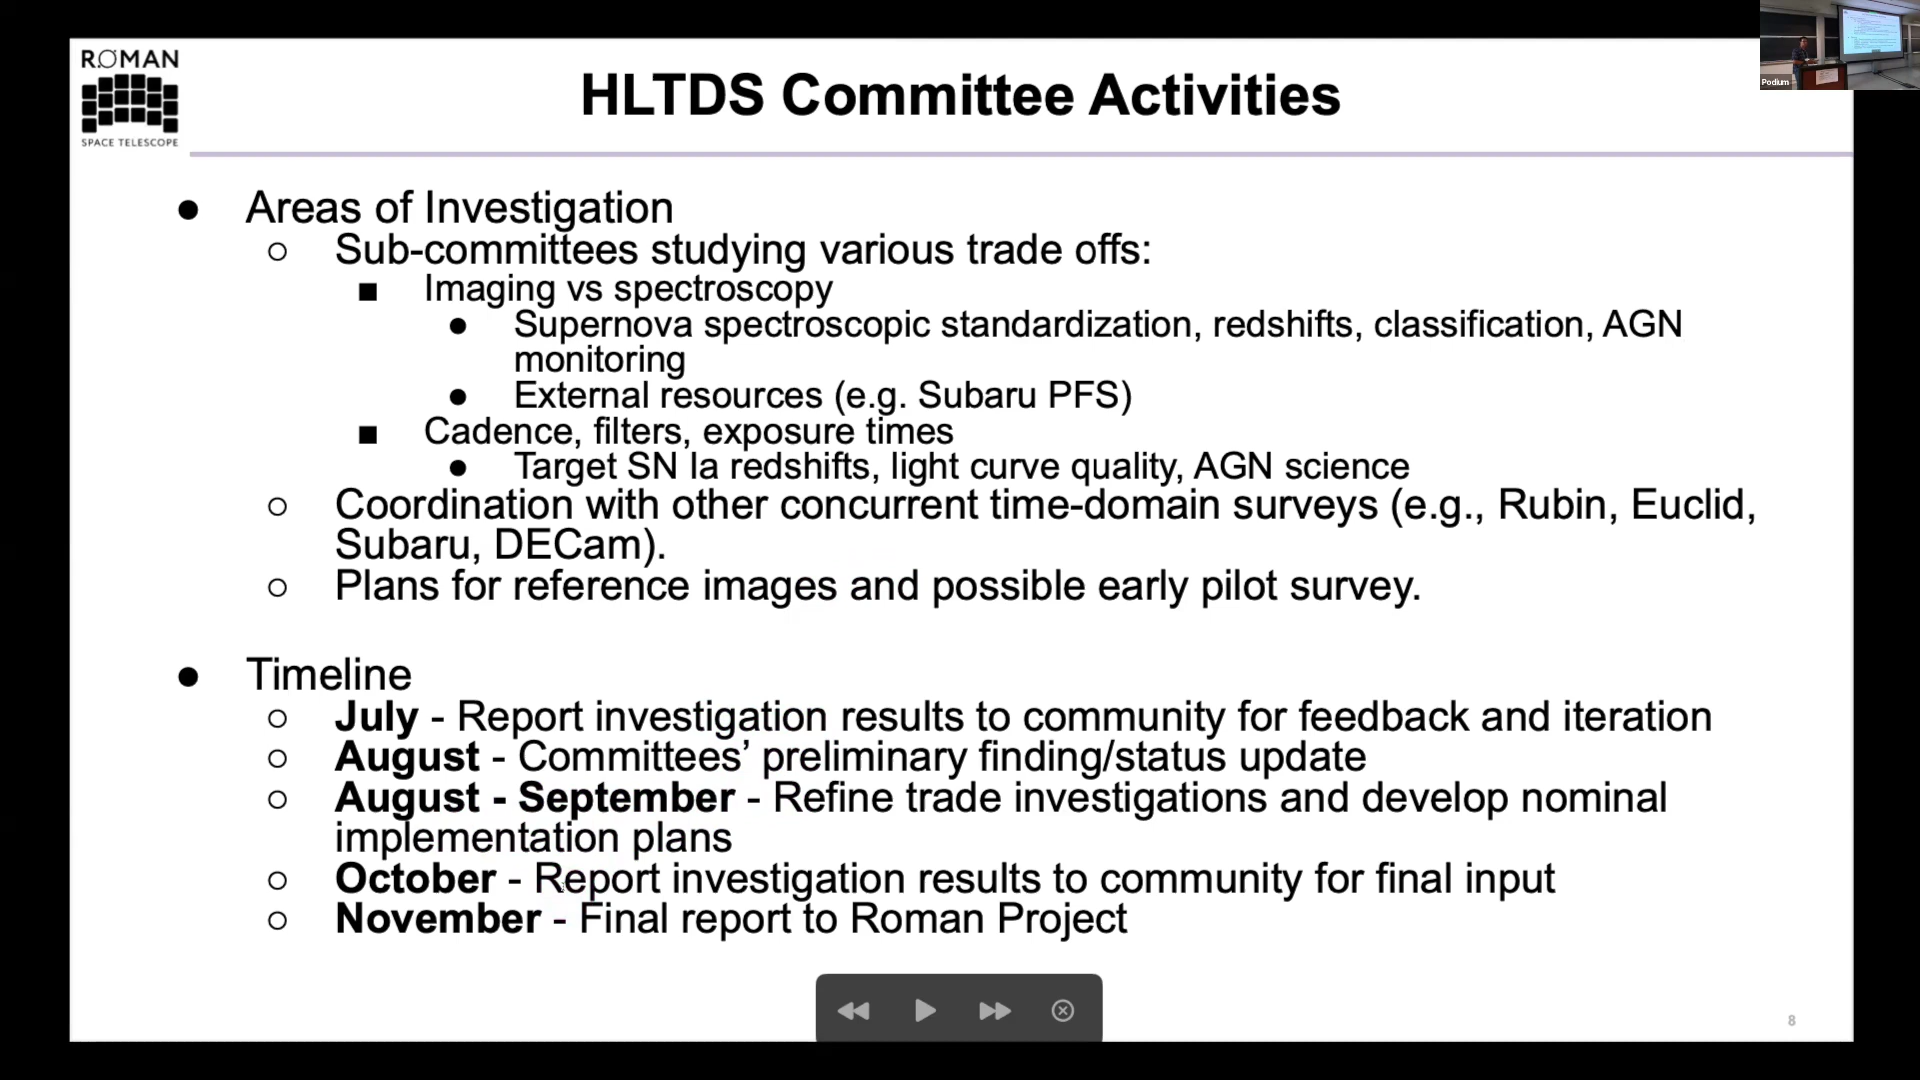 ROMAN
SPACE TELESCOPE
HLTDS Committee Activities
Podium
● Areas of Investigation
○ Sub-committees studying various trade offs:
■ Imaging vs spectroscopy
● Supernova spectroscopic standardization, redshifts, classification, AGN
monitoring
● External resources (e.g. Subaru PFS)
■ Cadence, filters, exposure times
● Target SN Ia redshifts, light curve quality, AGN science
○ Coordination with other concurrent time-domain surveys (e.g., Rubin, Euclid,
Subaru, DECam).
○ Plans for reference images and possible early pilot survey.
● Timeline
○ July - Report investigation results to community for feedback and iteration
○ August - Committees’ preliminary finding/status update
○ August - September - Refine trade investigations and develop nominal
implementation plans
○ October - Report investigation results to community for final input
○ November - Final report to Roman Project
8